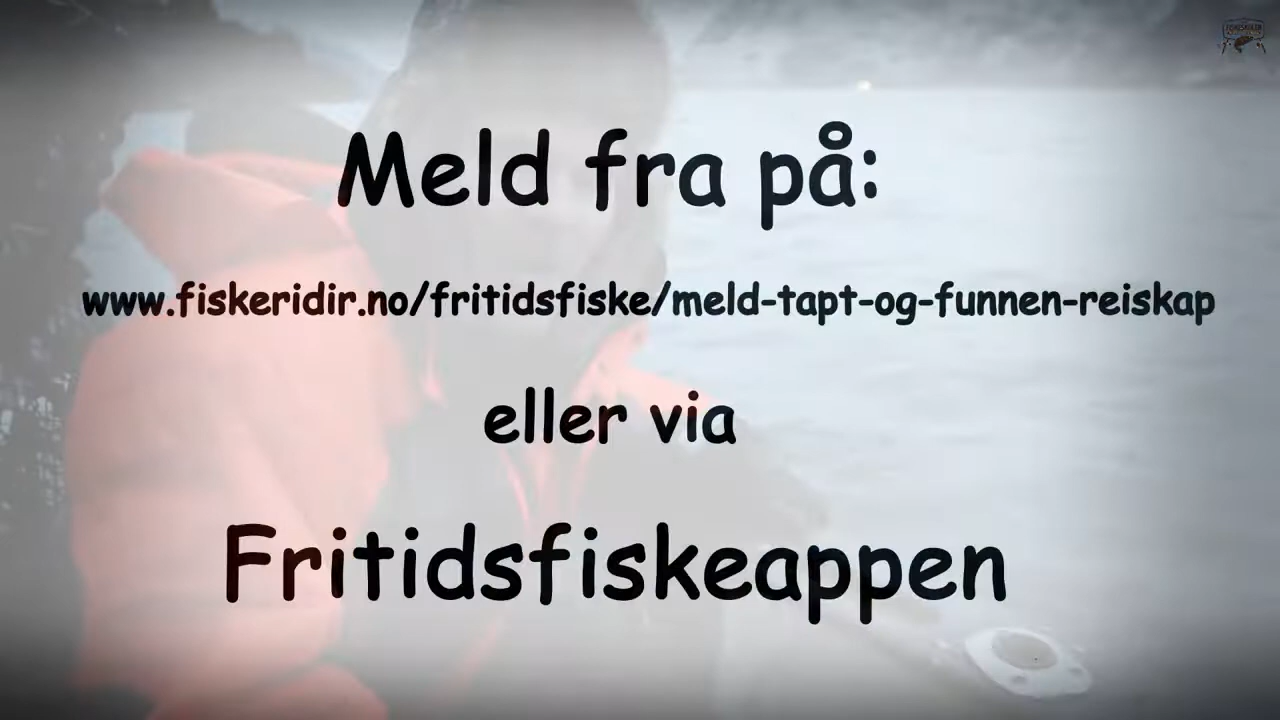 Meld fra på:
www.fiskeridir.no/fritidsfiske/meld-tapt-og-funnen-reiskap
eller via
Fritidsfiskeappen